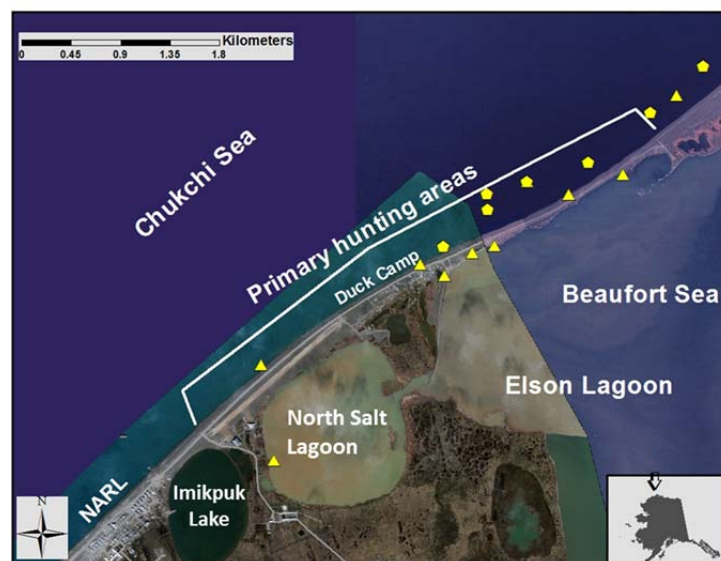 Kilometers
0 0.45 0.9 1.35 1.8
Chukchi Sea
Primary hunting areas
Duck Camp
Beaufort Sea
Elson Lagoon
North Salt
Lagoon
NARL
Imikpuk
Lake
N